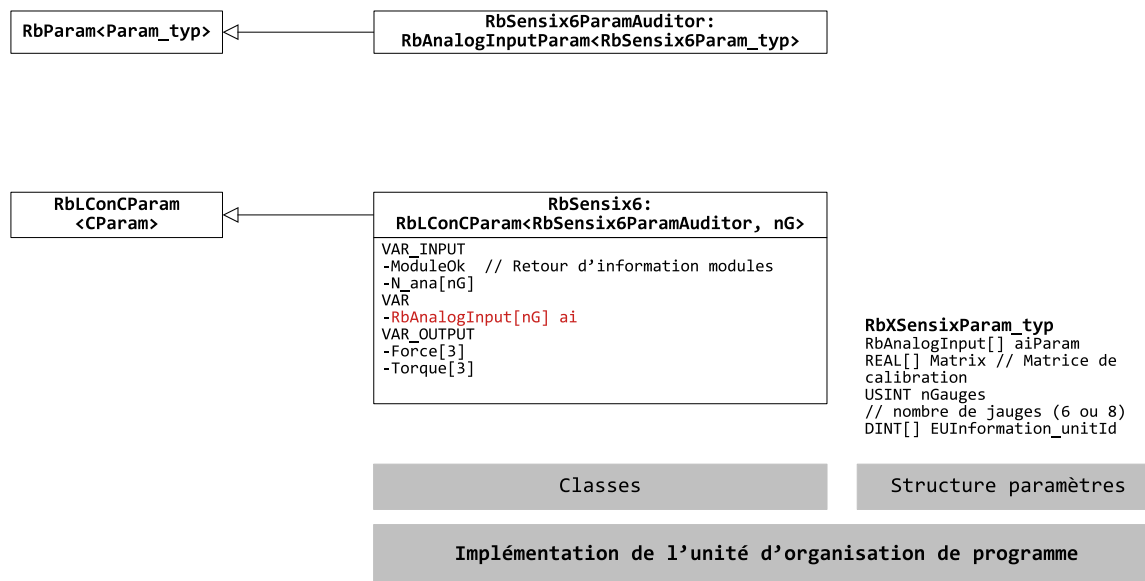 RbParam<Param_typ>
RbSensix6ParamAuditor:
RbAnalogInputParam<RbSensix6Param_typ>
RbLConCParam
<CParam>
RbSensix6:
RbLConCParam<RbSensix6ParamAuditor, nG>
VAR_INPUT
-ModuleOk  // Retour d’information modules
-N_ana[nG]
VAR
-RbAnalogInput[nG] ai
VAR_OUTPUT
-Force[3]
-Torque[3]
RbXSensixParam_typ
RbAnalogInput[] aiParam
REAL[] Matrix // Matrice de
calibration
USINT nGauges
// nombre de jauges (6 ou 8)
DINT[] EUInformation_unitId
Classes
Structure paramètres
Implémentation de l’unité d’organisation de programme